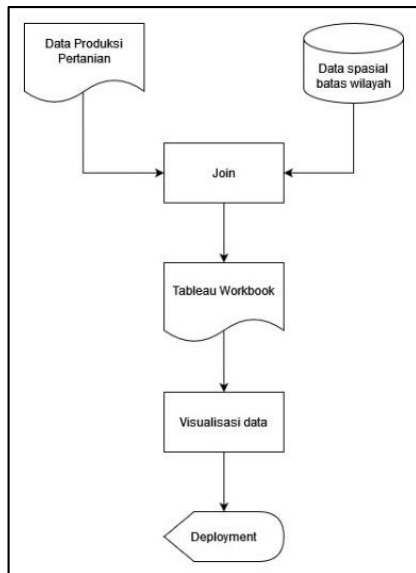 Data Produksi
Pertanian
Data spasial
batas wilayah
Join
Tableau Workbook
Visualisasi data
Deployment